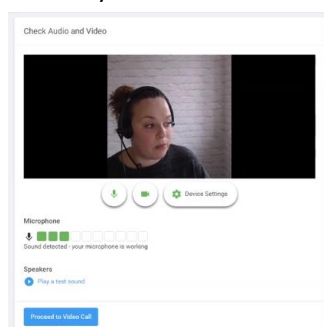 Check Audio and Video
Device Settings
Microphone
Sound detected - your microphone is working
Speakers
Play a test sound
Proceed to Video Call